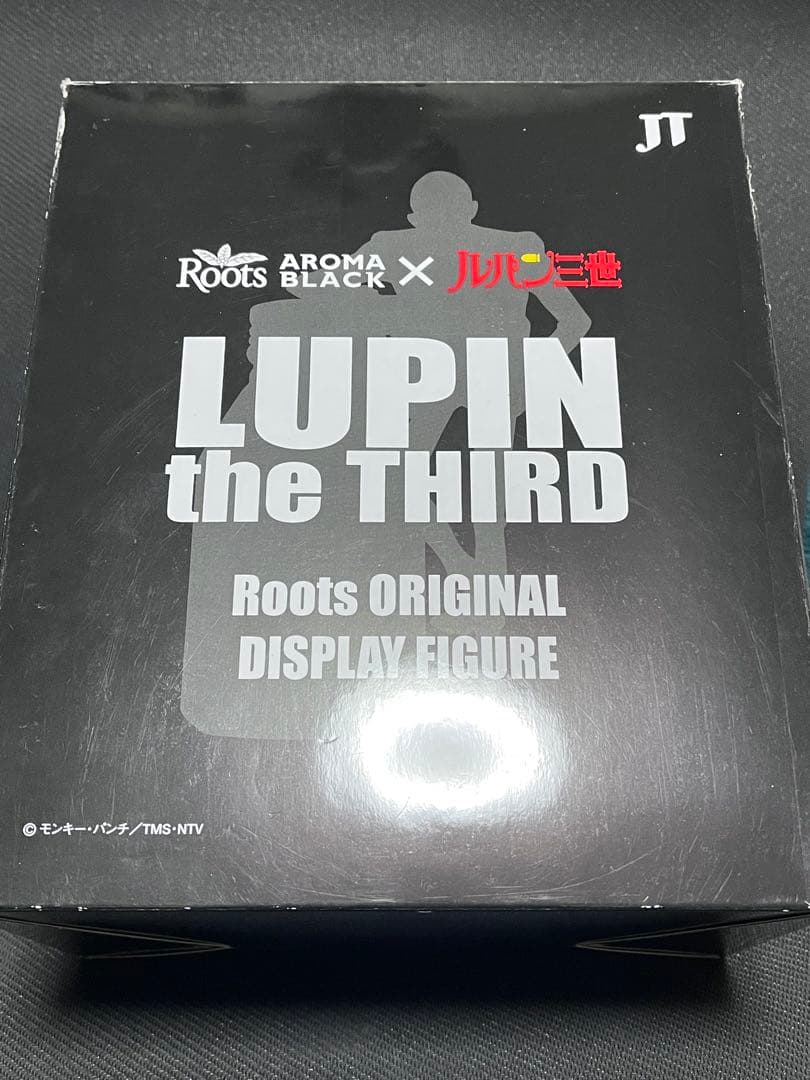 JT
Roots AROMA BLACK × ルパン三世
LUPIN
the THIRD
Roots ORIGINAL
DISPLAY FIGURE
© モンキー・パンチ/TMS・NTV